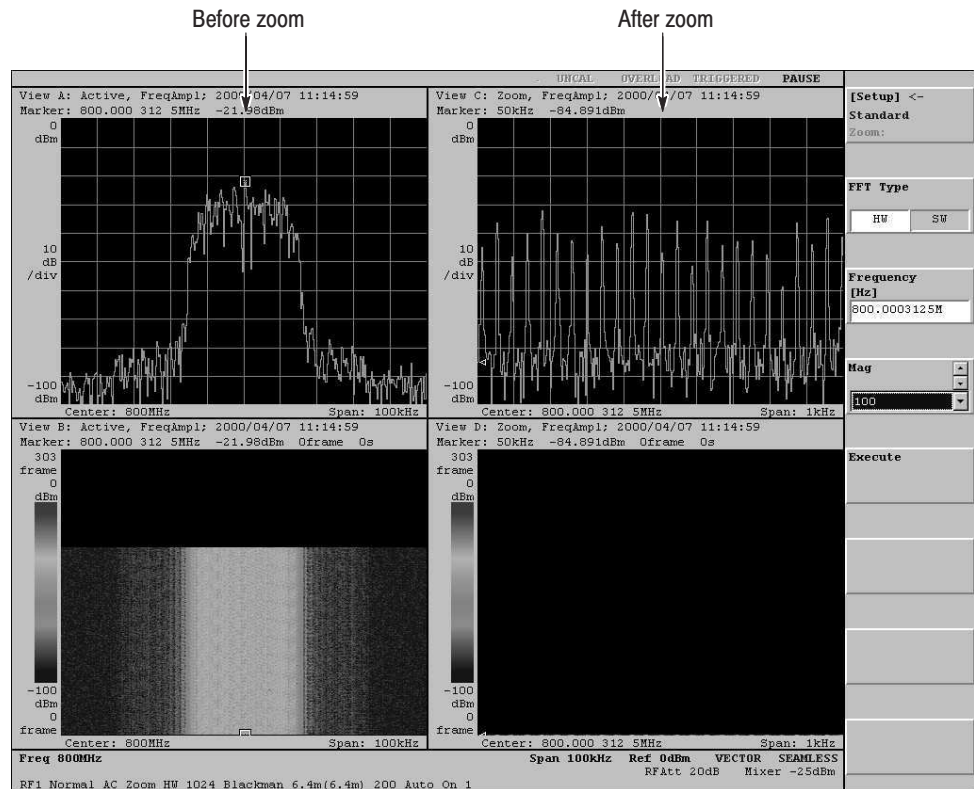 Before zoom
After zoom
UNCAL OVERLOAD TRIGGERED PAUSE
View A: Active, FreqAmpl; 2000/04/07 11:14:59
Marker: 800.000 312 5MHz -21.98dBm
0
dBm
10
dB
/div
-100
dBm
Center: 800MHz Span: 100kHz
View C: Zoom, FreqAmpl; 2000/04/07 11:14:59
Marker: 50kHz -84.891dBm
0
dBm
10
dB
/div
-100
dBm
Center: 800.000 312 5MHz Span: 1kHz
View B: Active, FreqAmpl; 2000/04/07 11:14:59
Marker: 800.000 312 5MHz -21.98dBm 0frame 0s
303
frame
0
dBm
-100
dBm
0
frame
Center: 800MHz Span: 100kHz
View D: Zoom, FreqAmpl; 2000/04/07 11:14:59
Marker: 50kHz -84.891dBm 0frame 0s
303
frame
0
dBm
-100
dBm
0
frame
Center: 800.000 312 5MHz Span: 1kHz
Freq 800MHz Span 100kHz Ref 0dBm VECTOR SEAMLESS
RFAtt 20dB Mixer -25dBm
RF1 Normal AC Zoom HW 1024 Blackman 6.4m(6.4m) 200 Auto On 1
[Setup] <-
Standard
Zoom:
FFT Type
HW SW
Frequency
[Hz]
800.0003125M
Mag
100
Execute